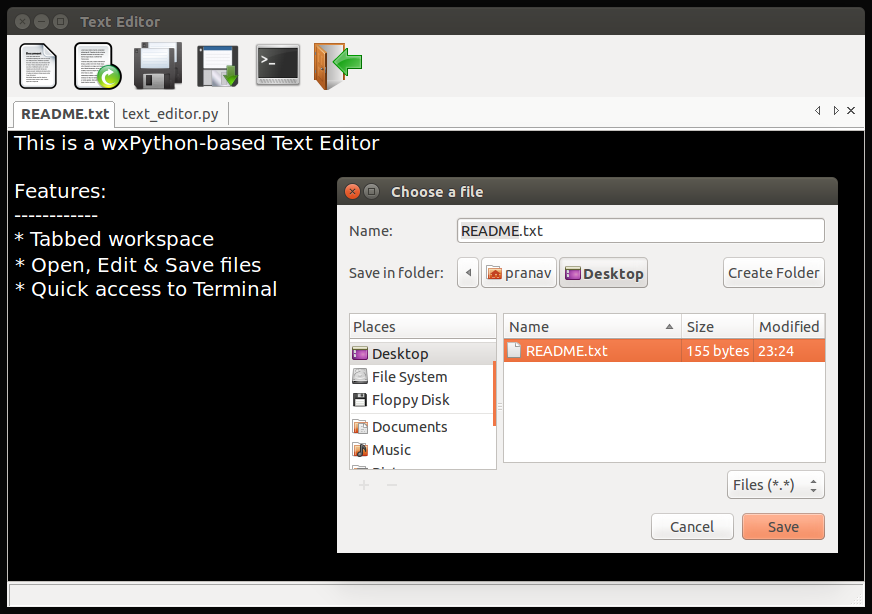 Text Editor
README.txt
text_editor.py
This is a wxPython-based Text Editor
Features:
------------
* Tabbed workspace
* Open, Edit & Save files
* Quick access to Terminal
Choose a file
Name: README.txt
Save in folder: pranav Desktop Create Folder
Places
Desktop
File System
Floppy Disk
Documents
Music
Name Size Modified
README.txt 155 bytes 23:24
Files (*.*)
Cancel Save